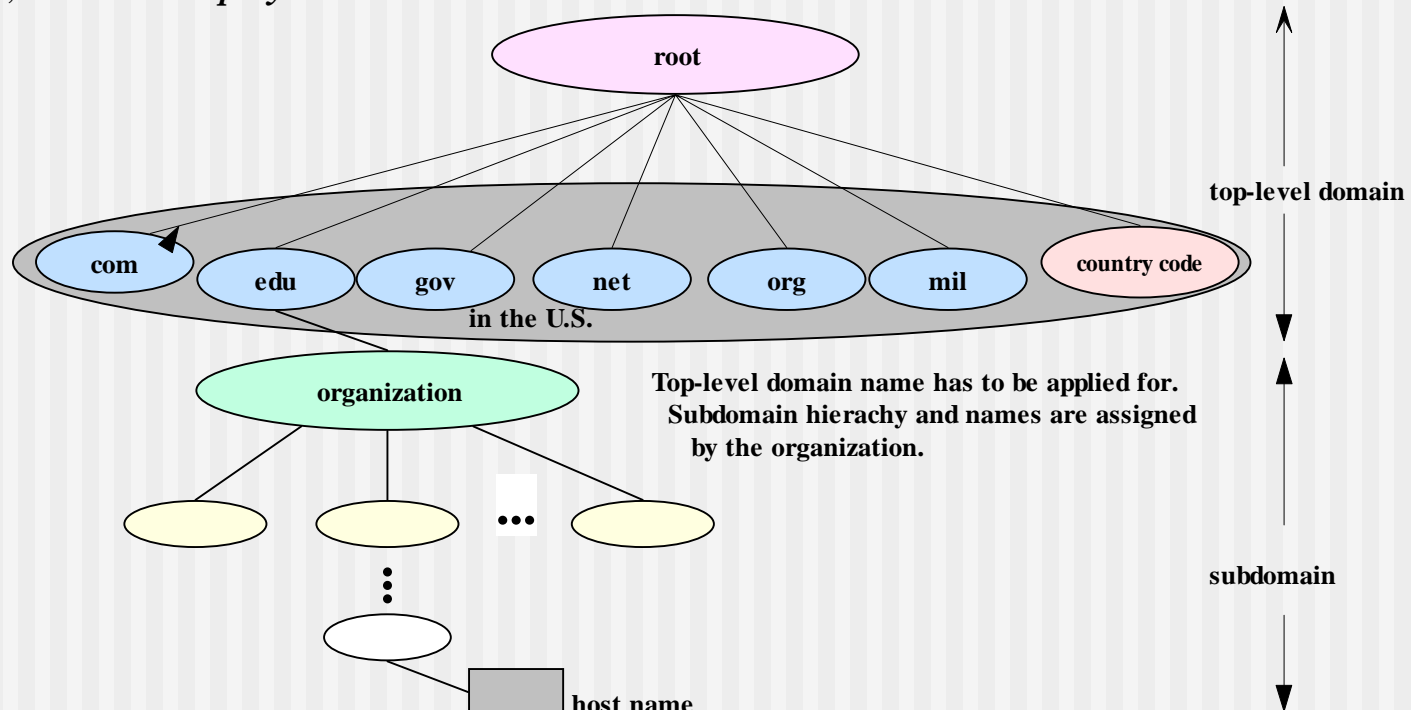 root
top-level domain
com
edu
gov
net
org
mil
country code
in the U.S.
organization
Top-level domain name has to be applied for.
Subdomain hierachy and names are assigned
by the organization.
...
subdomain
host name